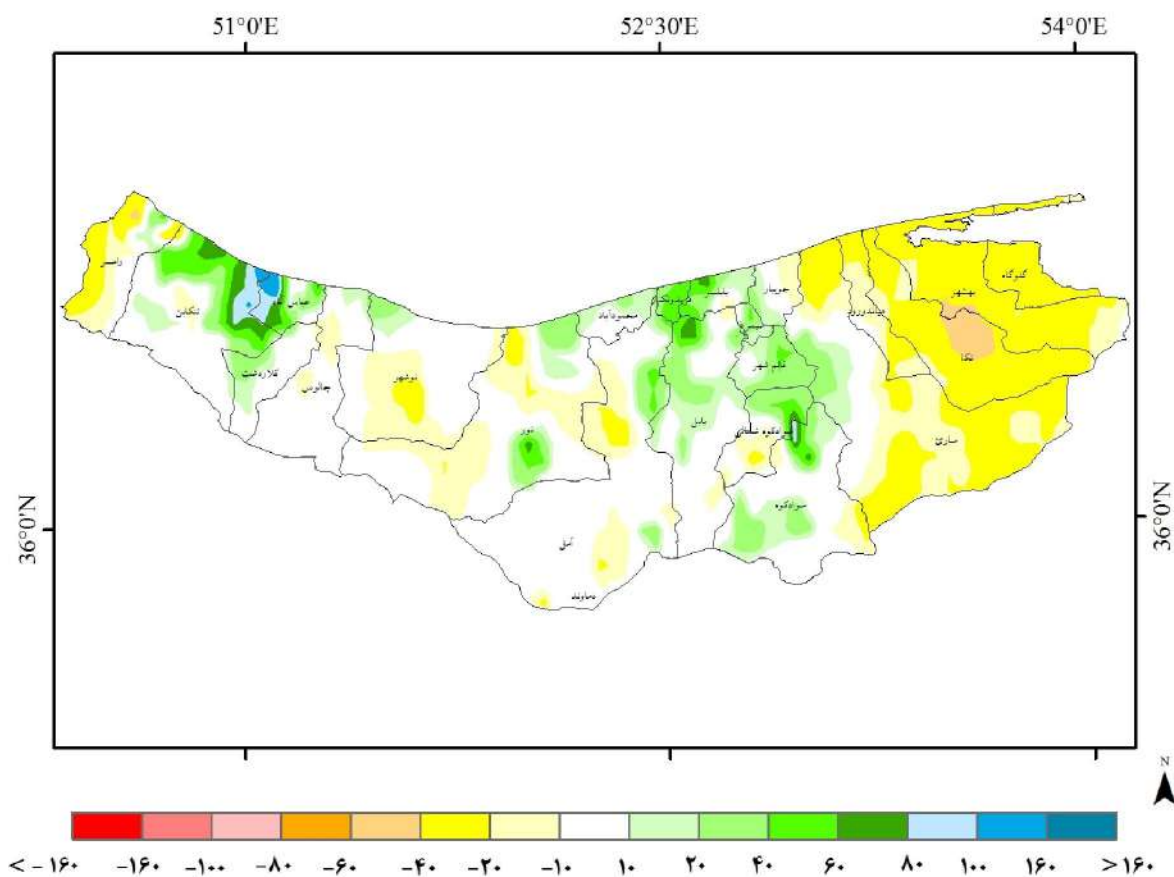 51°0'E 52°30'E 54°0'E
رامسر
تنکابن
عباس آباد
کلاردشت
چالوس
نوشهر
نور
محمودآباد
آمل
دماوند
فریدونکنار
بابلسر
بابل
جویبار
قائم شهر
سوادکوه شمالی
سوادکوه
میاندورود
ساری
نکا
بهشهر
گلوگاه
36°0'N 36°0'N
N
< -۱۶۰ -۱۶۰ -۱۰۰ -۸۰ -۶۰ -۴۰ -۲۰ -۱۰ ۱۰ ۲۰ ۴۰ ۶۰ ۸۰ ۱۰۰ ۱۶۰ >۱۶۰